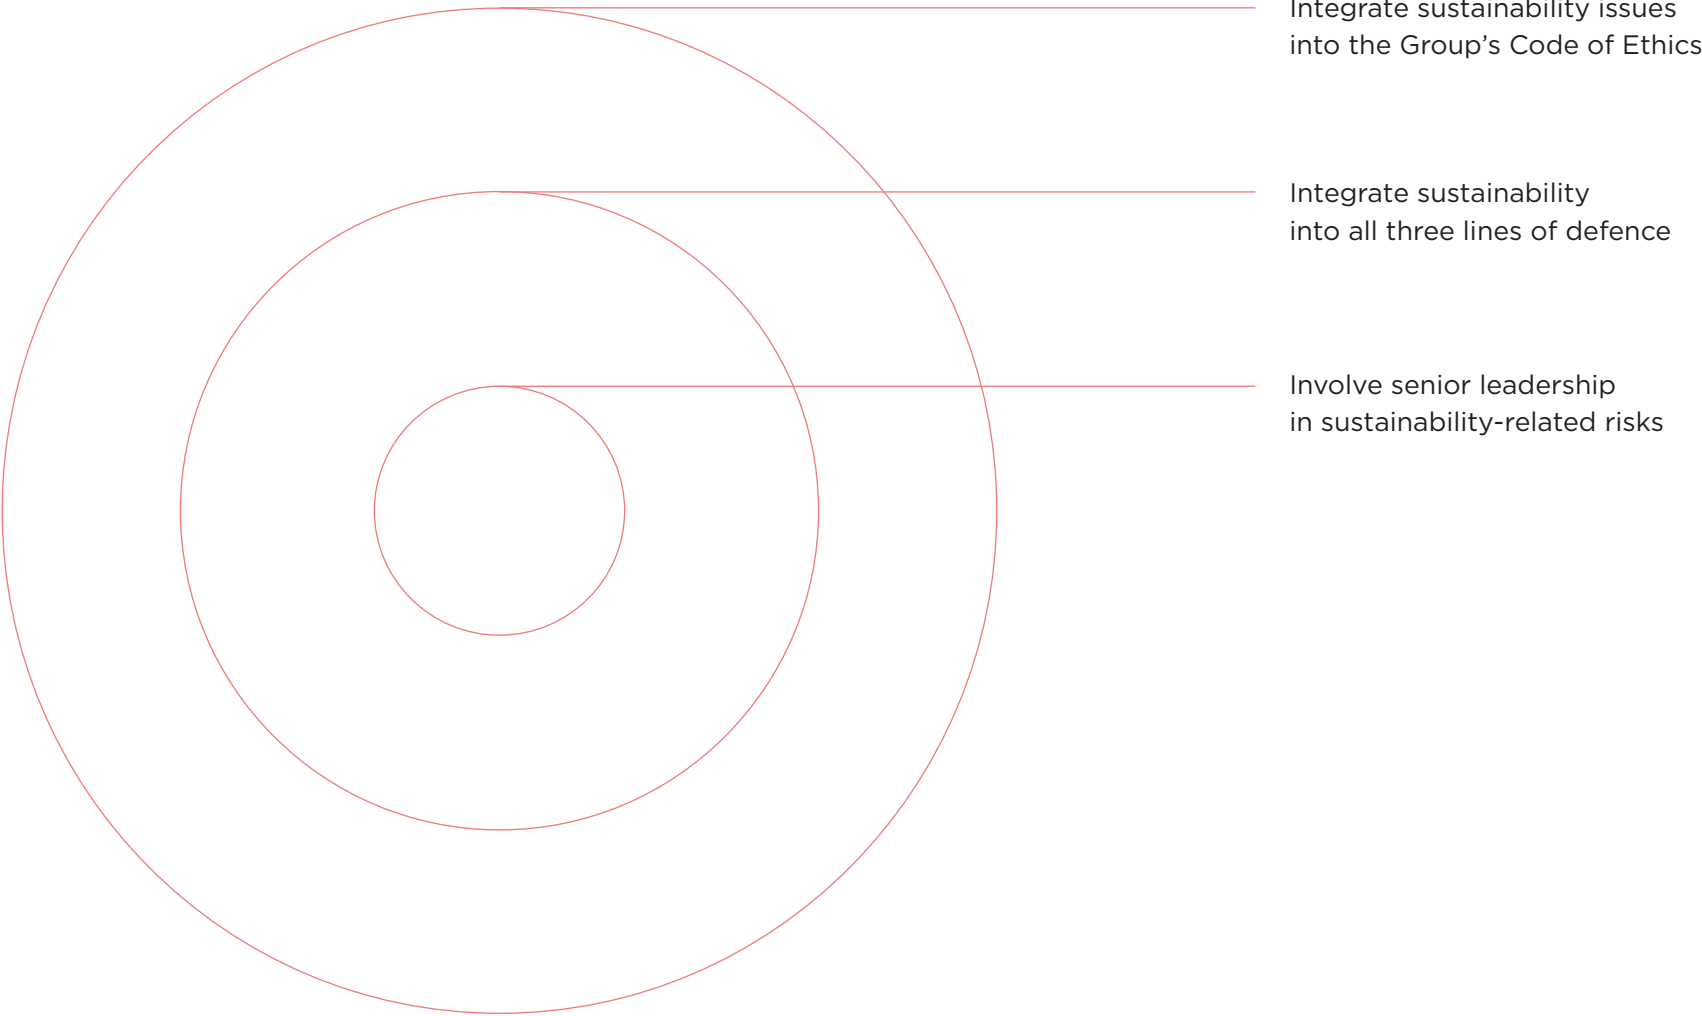 Integrate sustainability issues
into the Group’s Code of Ethics
Integrate sustainability
into all three lines of defence
Involve senior leadership
in sustainability-related risks